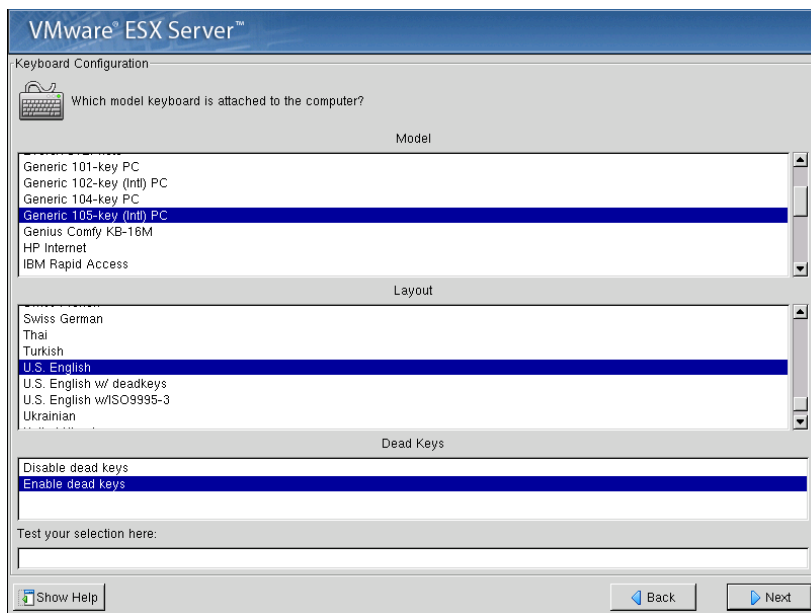 VMware® ESX Server™
Keyboard Configuration
Which model keyboard is attached to the computer?
Model
Generic 101-key PC
Generic 102-key (Intl) PC
Generic 104-key PC
Generic 105-key (Intl) PC
Genius Comfy KB-16M
HP Internet
IBM Rapid Access
Layout
Swiss German
Thai
Turkish
U.S. English
U.S. English w/ deadkeys
U.S. English w/ISO9995-3
Ukrainian
Dead Keys
Disable dead keys
Enable dead keys
Test your selection here:
Show Help
Back
Next